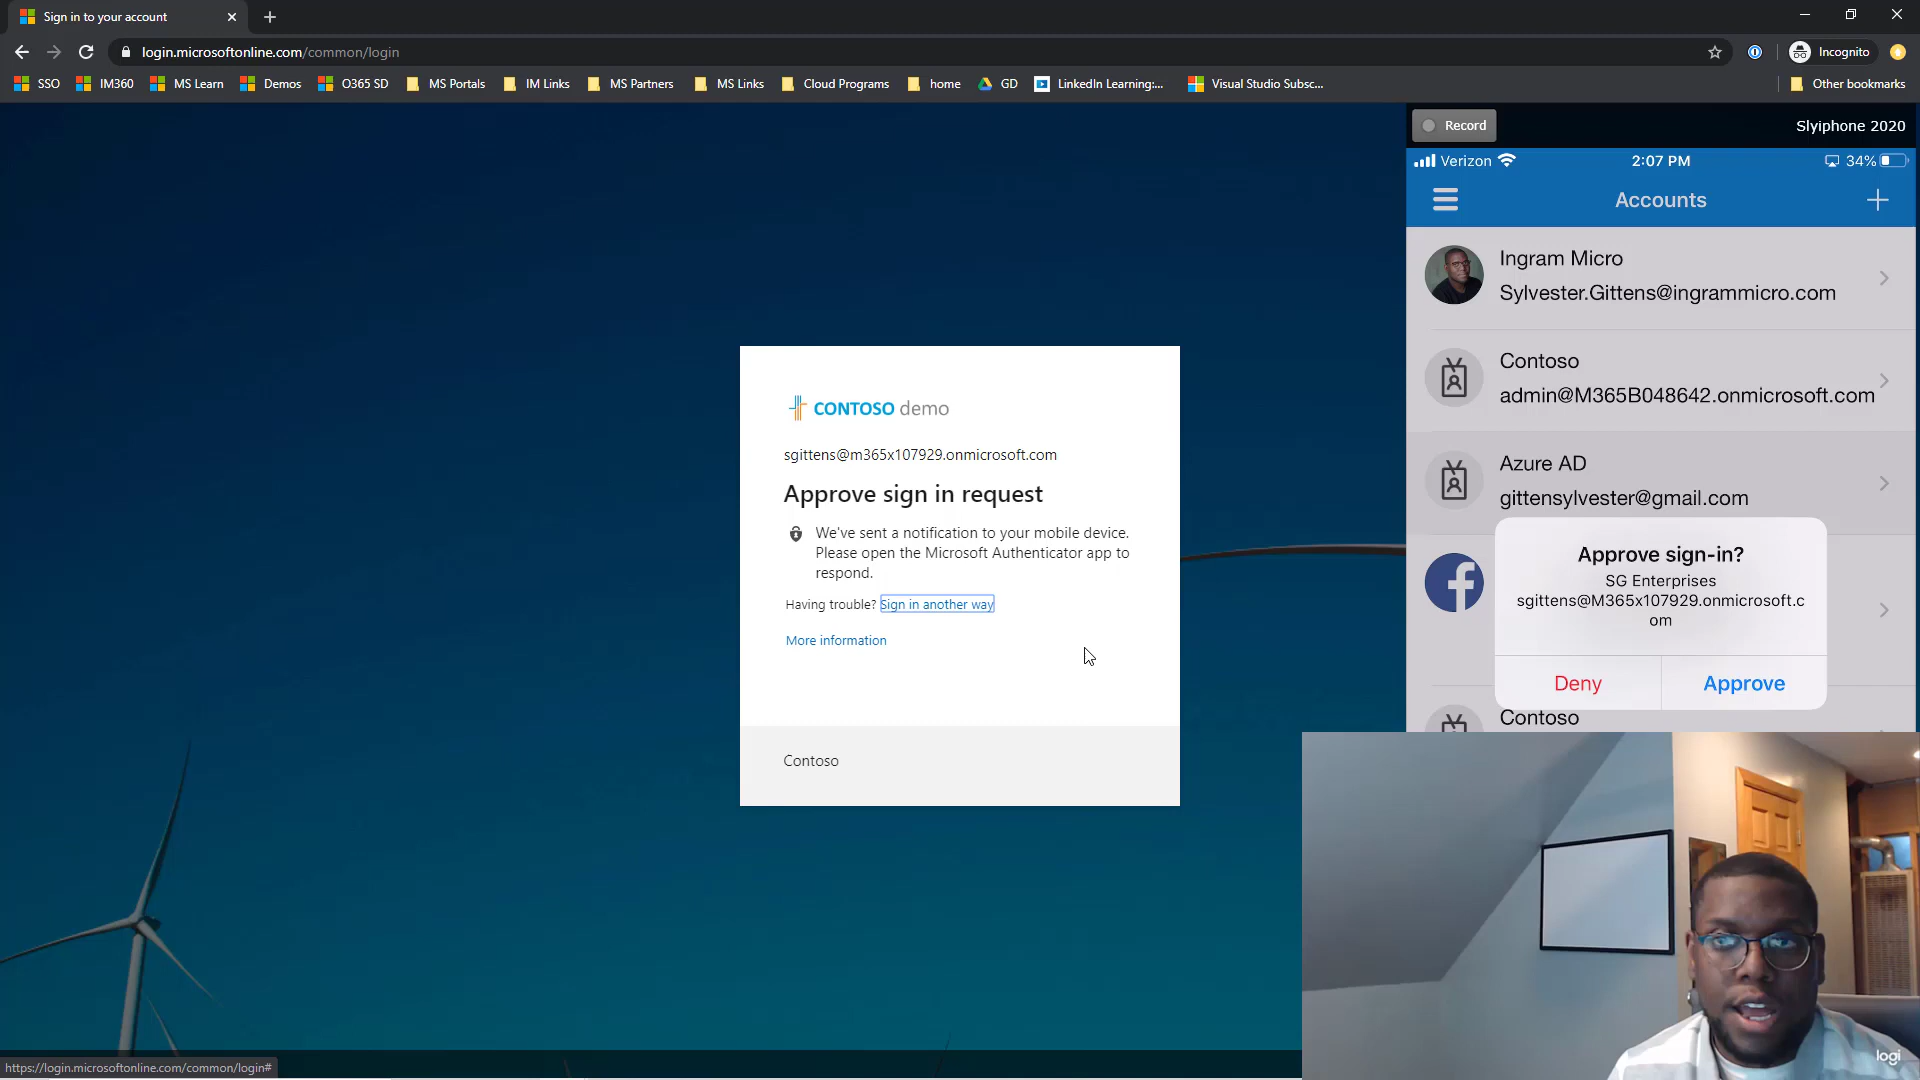 Sign in to your account
login.microsoftonline.com/common/login
Incognito
SSO
IM360
MS Learn
Demos
O365 SD
MS Portals
IM Links
MS Partners
MS Links
Cloud Programs
home
GD
LinkedIn Learning:...
Visual Studio Subsc...
Other bookmarks
Record
Slyiphone 2020
Verizon
2:07 PM
34%
Accounts
Ingram Micro
Sylvester.Gittens@ingrammicro.com
Contoso
admin@M365B048642.onmicrosoft.com
Azure AD
gittensylvester@gmail.com
Approve sign-in?
SG Enterprises
sgittens@M365x107929.onmicrosoft.c
om
Deny
Approve
Contoso
CONTOSO demo
sgittens@m365x107929.onmicrosoft.com
Approve sign in request
We've sent a notification to your mobile device.
Please open the Microsoft Authenticator app to
respond.
Having trouble? Sign in another way
More information
Contoso
https://login.microsoftonline.com/common/login#
logi